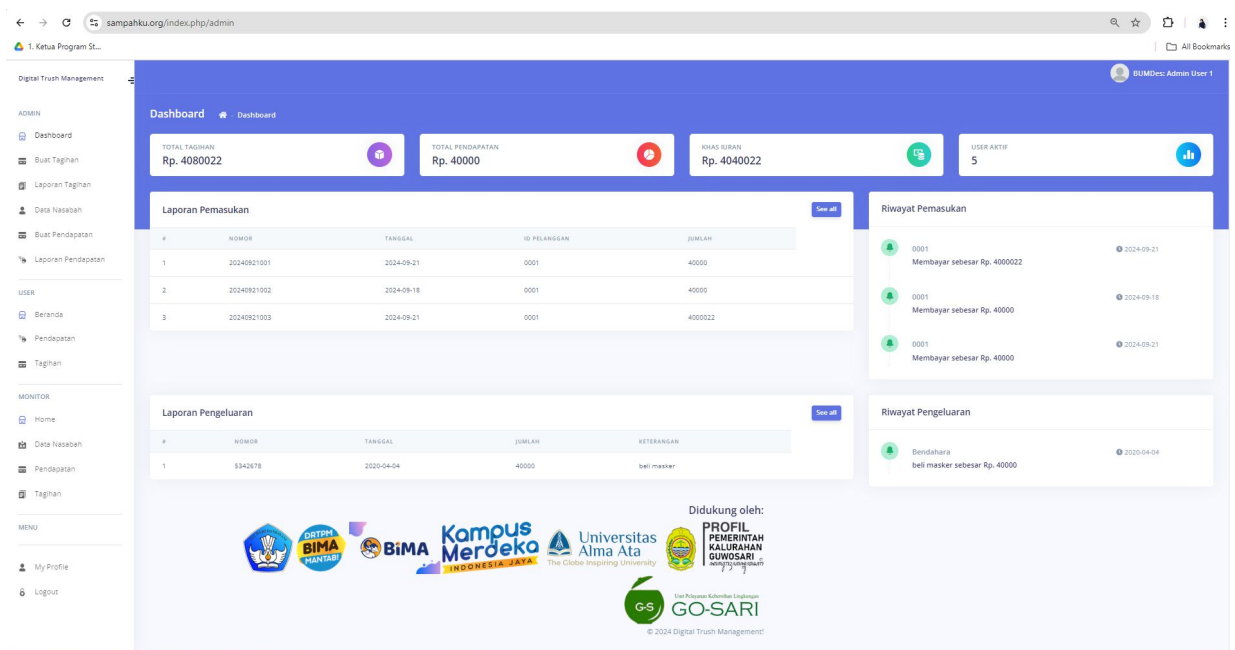 sampahku.org/index.php/admin
1. Ketua Program St...
All Bookmarks
Digital Trush Management
BUMDes: Admin User 1
ADMIN
Dashboard
Buat Tagihan
Laporan Tagihan
Data Nasabah
Buat Pendapatan
Laporan Pendapatan
USER
Beranda
Pendapatan
Tagihan
MONITOR
Home
Data Nasabah
Pendapatan
Tagihan
MENU
My Profile
Logout
Dashboard - Dashboard
TOTAL TAGIHAN
Rp. 4080022
TOTAL PENDAPATAN
Rp. 40000
KHAS IURAN
Rp. 4040022
USER AKTIF
5
Laporan Pemasukan
See all
# NOMOR TANGGAL ID PELANGGAN JUMLAH
1 20240921001 2024-09-21 0001 40000
2 20240921002 2024-09-18 0001 40000
3 20240921003 2024-09-21 0001 4000022
Riwayat Pemasukan
0001 2024-09-21
Membayar sebesar Rp. 4000022
0001 2024-09-18
Membayar sebesar Rp. 40000
0001 2024-09-21
Membayar sebesar Rp. 40000
Laporan Pengeluaran
See all
# NOMOR TANGGAL JUMLAH KETERANGAN
1 5342678 2020-04-04 40000 beli masker
Riwayat Pengeluaran
Bendahara 2020-04-04
beli masker sebesar Rp. 40000
Didukung oleh:
DRTPM
BIMA
MANTAB!
BIMA
Kampus
Merdeka
INDONESIA JAYA
Universitas
Alma Ata
The Globe Inspiring University
PROFIL
PEMERINTAH
KALURAHAN
GUWOSARI
G-S
Unit Pelayanan Kebersihan Lingkungan
GO-SARI
© 2024 Digital Trush Management!